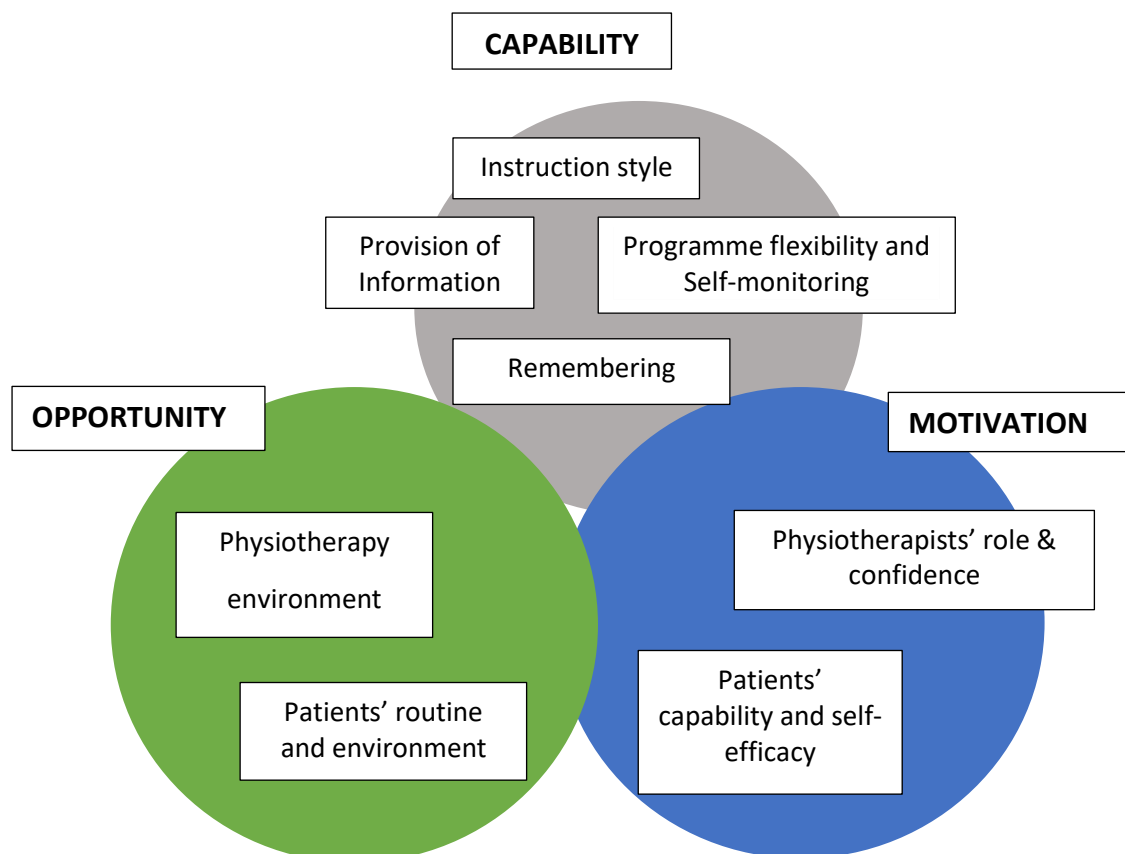 CAPABILITY
Instruction style
Provision of
Information
Programme flexibility and
Self-monitoring
Remembering
OPPORTUNITY
MOTIVATION
Physiotherapy
environment
Physiotherapists’ role &
confidence
Patients’ routine
and environment
Patients’
capability and self-
efficacy